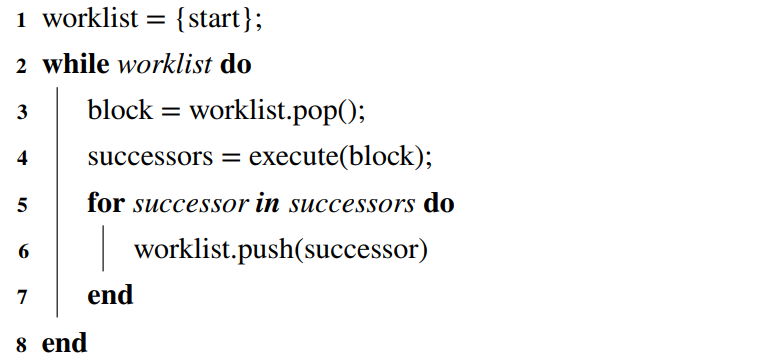 1 worklist = {start};
2 while worklist do
3 block = worklist.pop();
4 successors = execute(block);
5 for successor in successors do
6 worklist.push(successor)
7 end
8 end